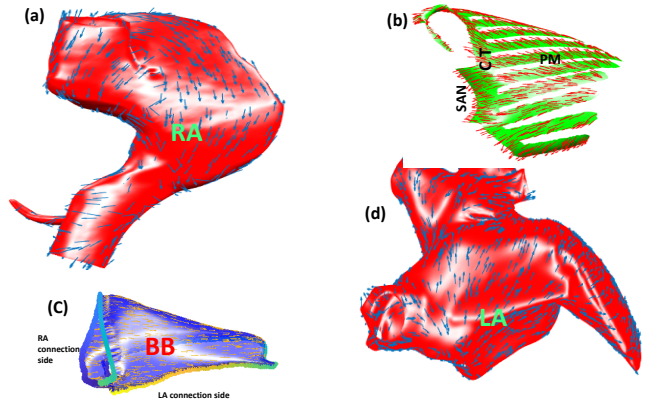 (a)
RA
(b)
CT
PM
SAN
(C)
RA
connection
side
BB
LA connection side
(d)
LA